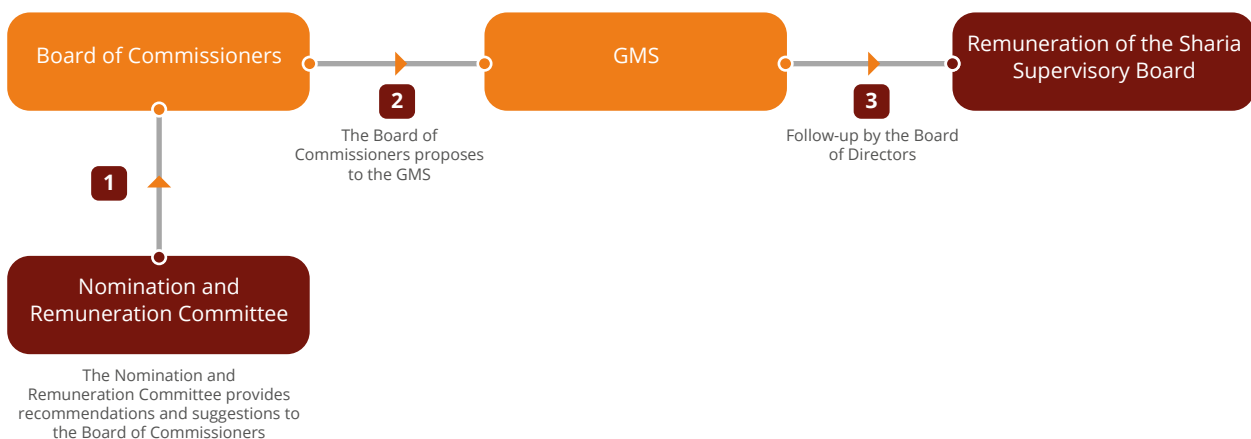 Board of Commissioners
GMS
Remuneration of the Sharia
Supervisory Board
2
The Board of
Commissioners proposes
to the GMS
3
Follow-up by the Board
of Directors
1
Nomination and
Remuneration Committee
The Nomination and
Remuneration Committee provides
recommendations and suggestions to
the Board of Commissioners